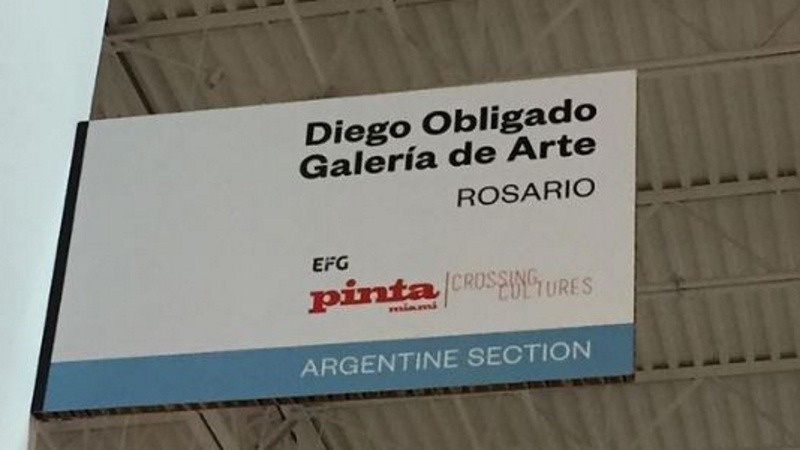 Diego Obligado
Galería de Arte
ROSARIO
EFG
pinta
miami
CROSSING
CULTURES
ARGENTINE SECTION